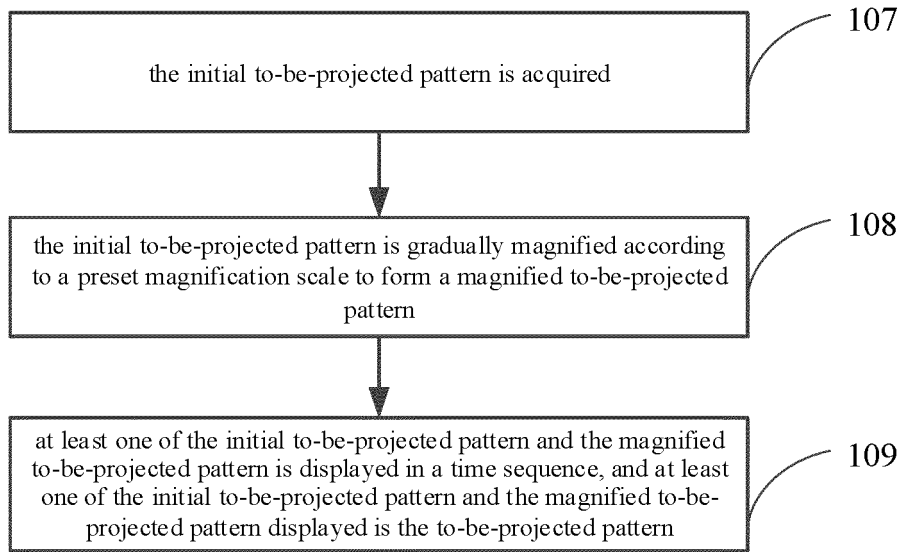 107
the initial to-be-projected pattern is acquired
108
the initial to-be-projected pattern is gradually magnified according
to a preset magnification scale to form a magnified to-be-projected
pattern
109
at least one of the initial to-be-projected pattern and the magnified
to-be-projected pattern is displayed in a time sequence, and at least
one of the initial to-be-projected pattern and the magnified to-be-
projected pattern displayed is the to-be-projected pattern